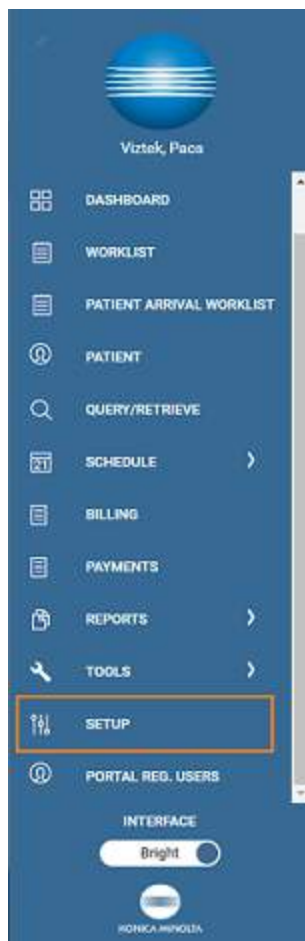 Viztek, Paca
DASHBOARD
WORKLIST
PATIENT ARRIVAL WORKLIST
PATIENT
QUERY/RETRIEVE
21
SCHEDULE
BILLING
PAYMENTS
REPORTS
TOOLS
SETUP
PORTAL REG. USERS
INTERFACE
Bright
KONICA MINOLTA